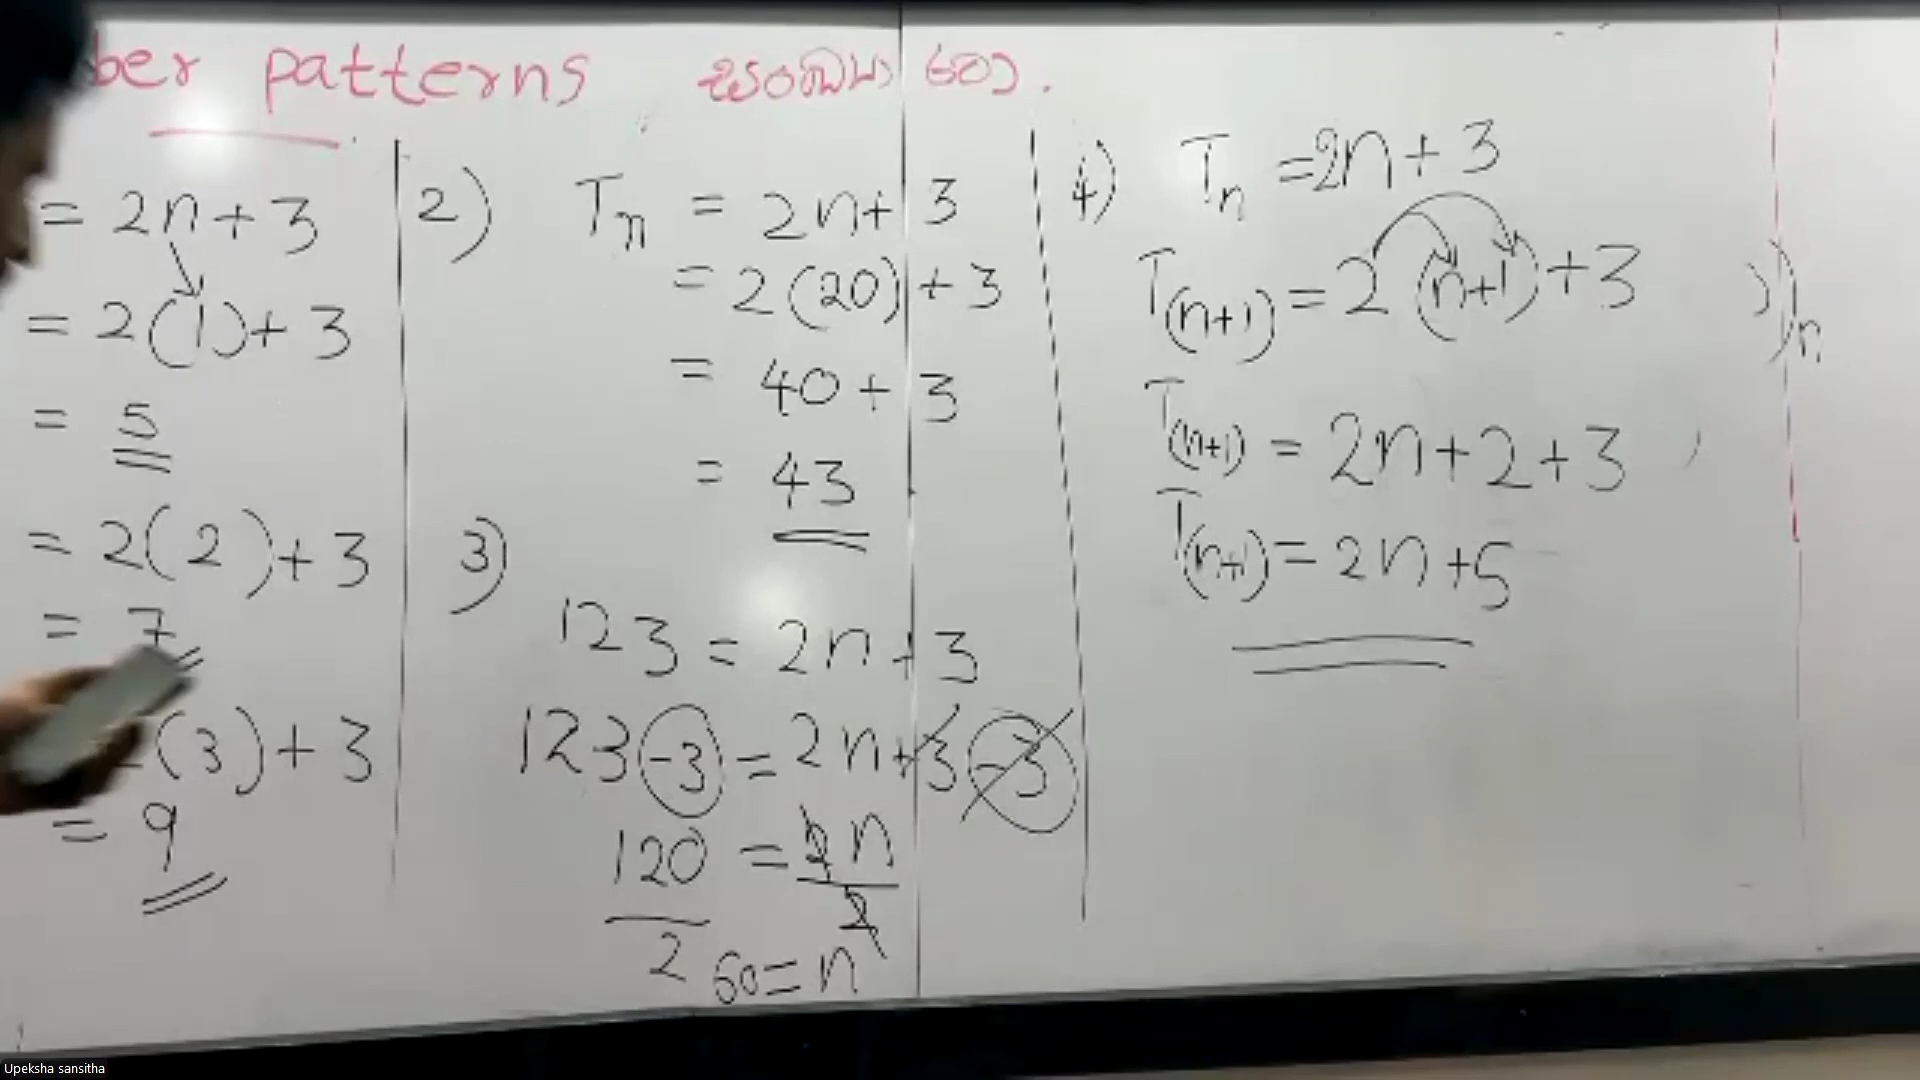 ber patterns සංඛ්‍යා රටා.
= 2n + 3
= 2(1) + 3
= 5
= 2(2) + 3
= 7
(3) + 3
= 9
2) Tn = 2n + 3
= 2(20) + 3
= 40 + 3
= 43
3)
123 = 2n + 3
123 - 3 = 2n + 3 - 3
120 = 2n
2 2
60 = n
4) Tn = 2n + 3
T(n+1) = 2(n+1) + 3
T(n+1) = 2n + 2 + 3
T(n+1) = 2n + 5
n
Upeksha sansitha